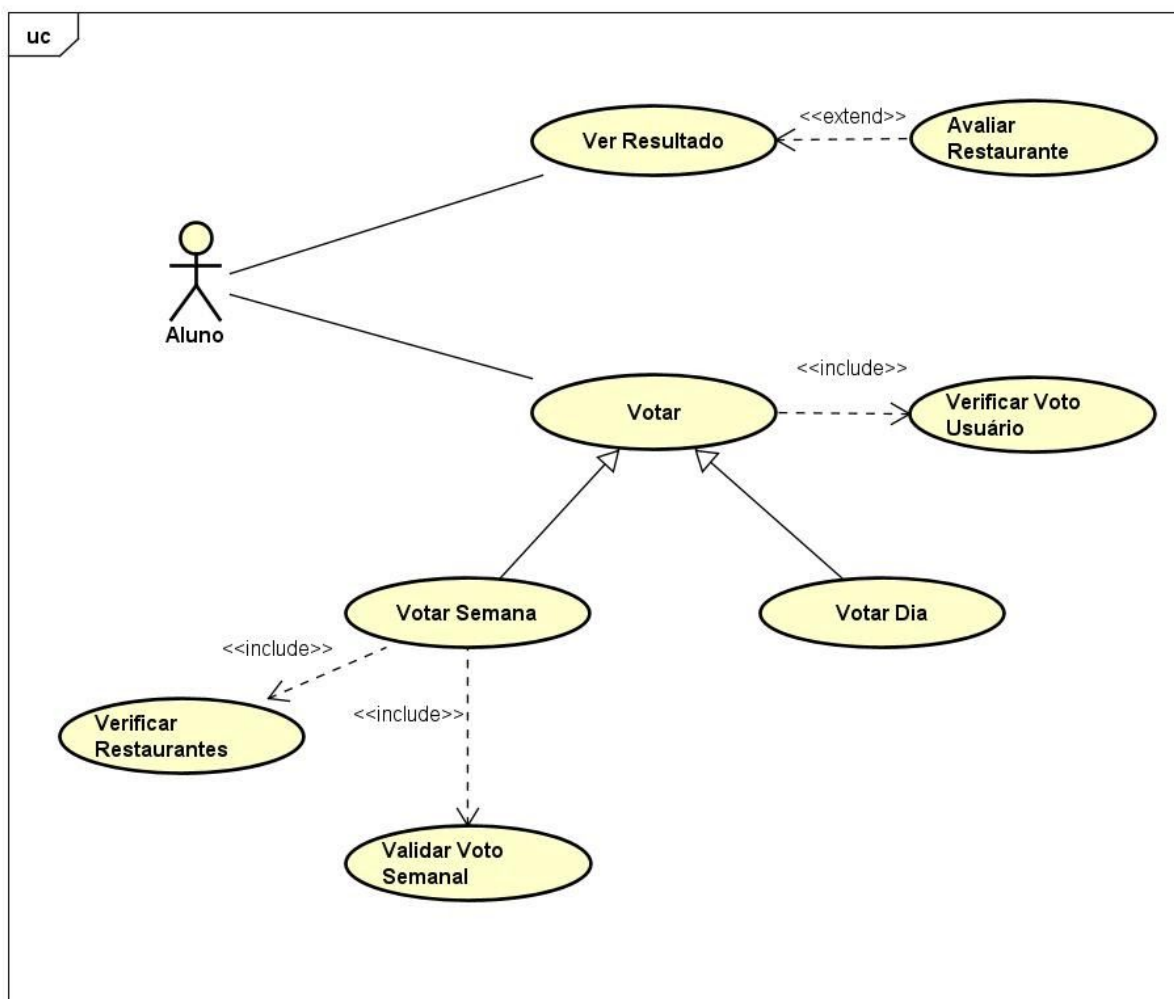 uc
Ver Resultado
<<extend>>
Avaliar
Restaurante
Aluno
Votar
<<include>>
Verificar Voto
Usuário
Votar Semana
Votar Dia
<<include>>
<<include>>
Verificar
Restaurantes
Validar Voto
Semanal